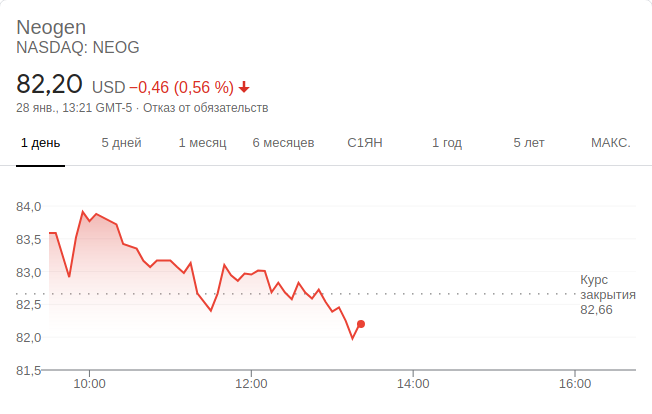 Neogen
NASDAQ: NEOG
82,20 USD −0,46 (0,56 %)
28 янв., 13:21 GMT-5 · Отказ от обязательств
1 день 5 дней 1 месяц 6 месяцев С1ЯН 1 год 5 лет МАКС.
84,0
83,5
83,0
82,5
82,0
81,5
Курс
закрытия
82,66
10:00 12:00 14:00 16:00